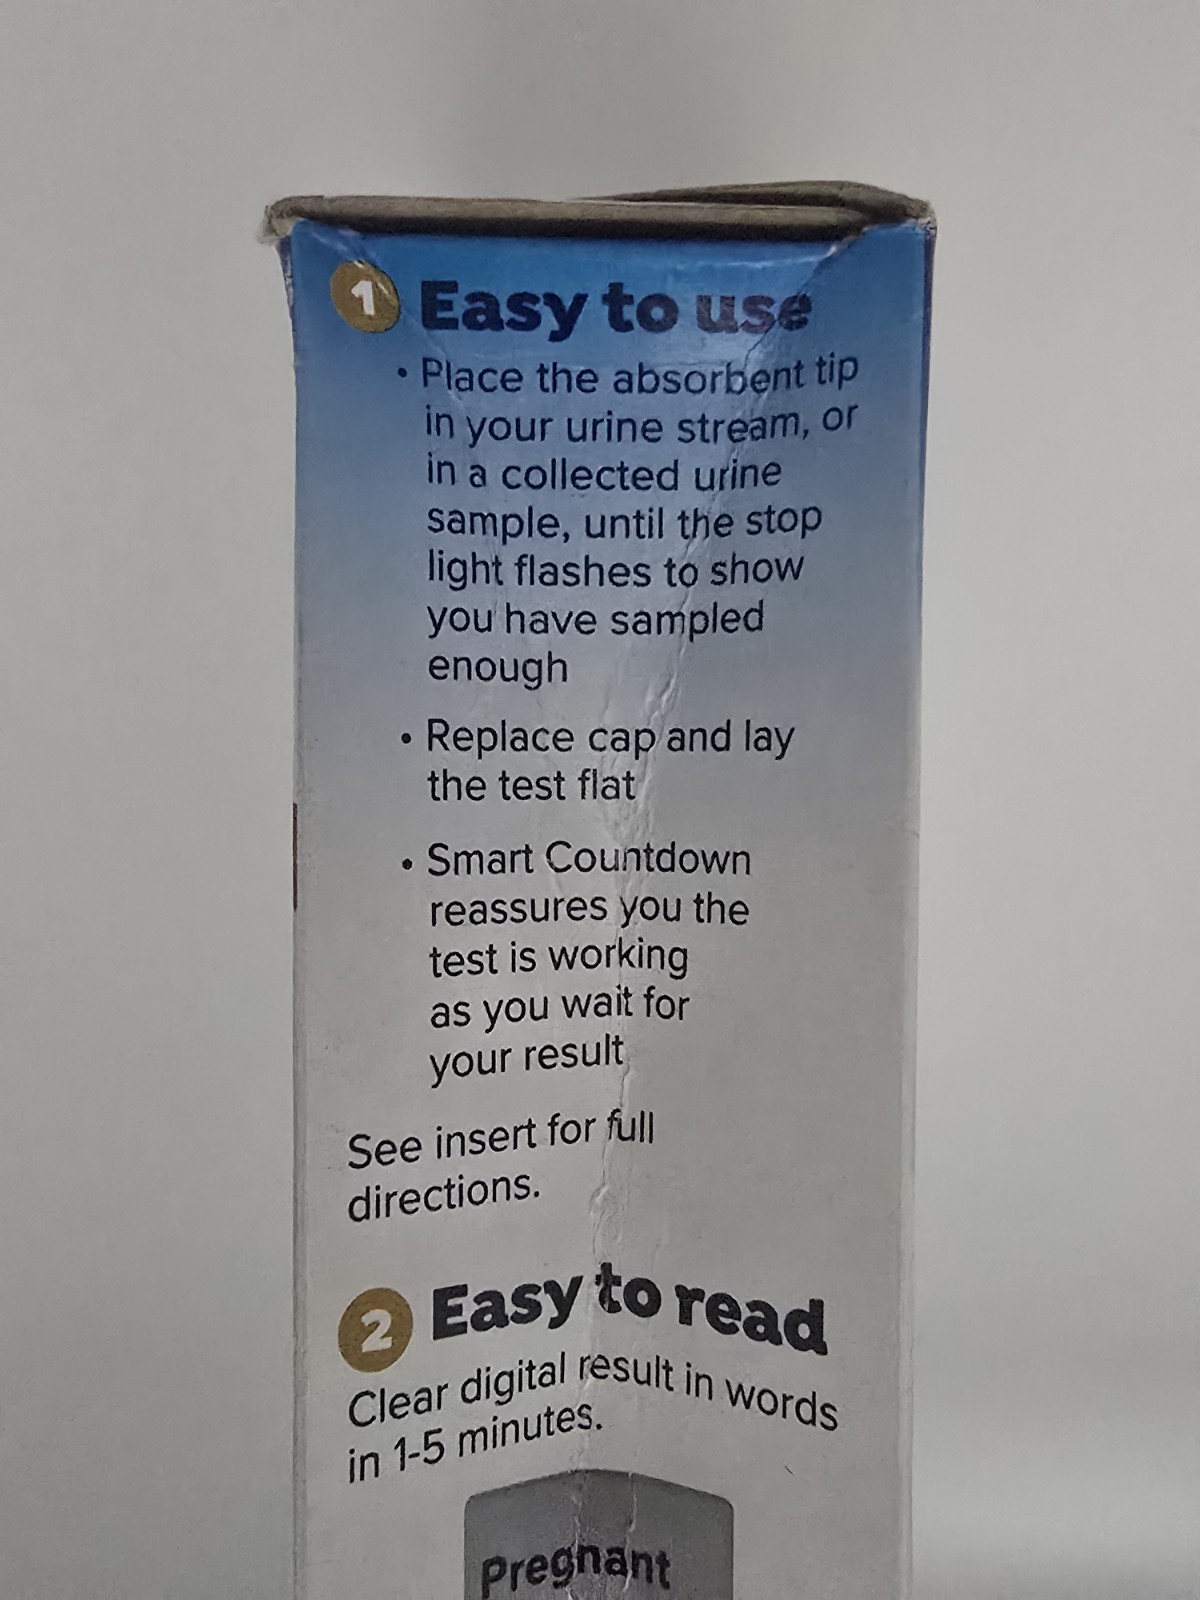 1 Easy to use
• Place the absorbent tip
in your urine stream, or
in a collected urine
sample, until the stop
light flashes to show
you have sampled
enough
• Replace cap and lay
the test flat
• Smart Countdown
reassures you the
test is working
as you wait for
your result
See insert for full
directions.
2 Easy to read
Clear digital result in words
in 1-5 minutes.
Pregnant